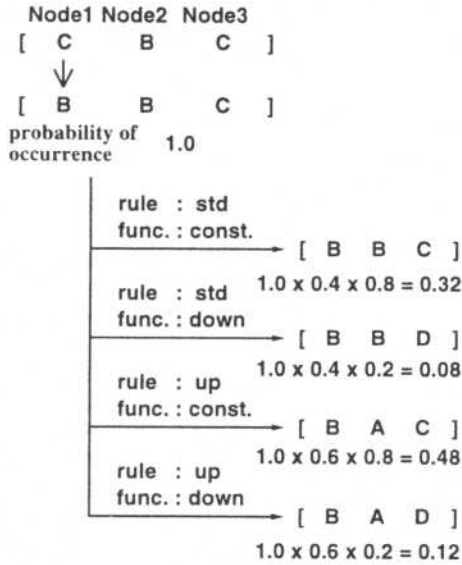 Node1 Node2 Node3
[ C B C ]
[ B B C ]
probability of
occurrence 1.0
rule : std
func. : const.
[ B B C ]
1.0 x 0.4 x 0.8 = 0.32
rule : std
func. : down
[ B B D ]
1.0 x 0.4 x 0.2 = 0.08
rule : up
func. : const.
[ B A C ]
1.0 x 0.6 x 0.8 = 0.48
rule : up
func. : down
[ B A D ]
1.0 x 0.6 x 0.2 = 0.12